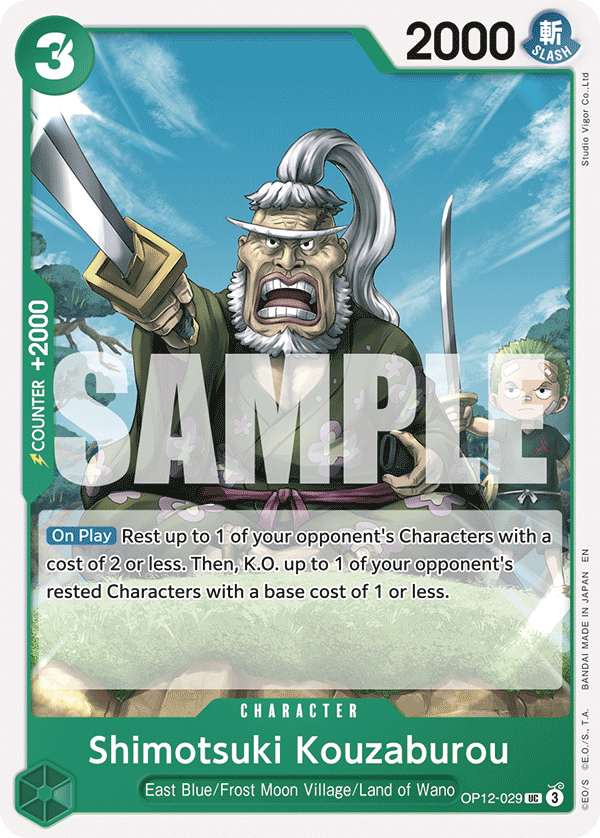 3
2000
斬
SLASH
Studio Vigor Co.,Ltd
COUNTER +2000
SAMPLE
On Play Rest up to 1 of your opponent's Characters with a
cost of 2 or less. Then, K.O. up to 1 of your opponent's
rested Characters with a base cost of 1 or less.
CHARACTER
Shimotsuki Kouzaburou
East Blue/Frost Moon Village/Land of Wano
OP12-029 UC 3
©EO/S ©E.O./S., T.A. BANDAI MADE IN JAPAN EN